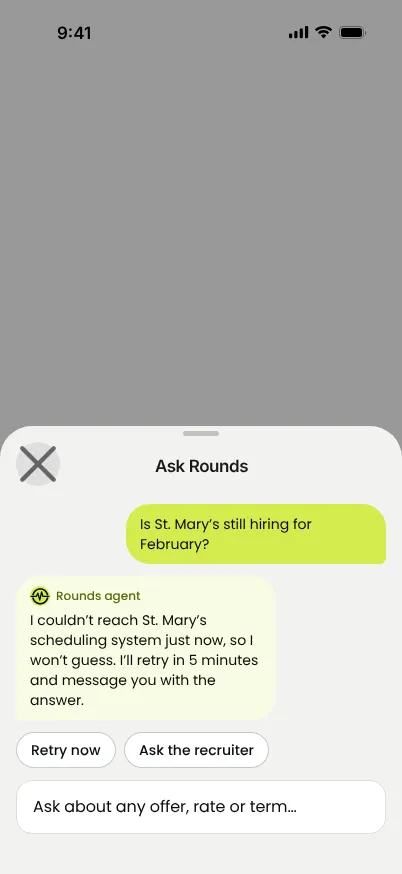 9:41
Ask Rounds
Is St. Mary’s still hiring for
February?
Rounds agent
I couldn’t reach St. Mary’s
scheduling system just now, so I
won’t guess. I’ll retry in 5 minutes
and message you with the
answer.
Retry now
Ask the recruiter
Ask about any offer, rate or term…